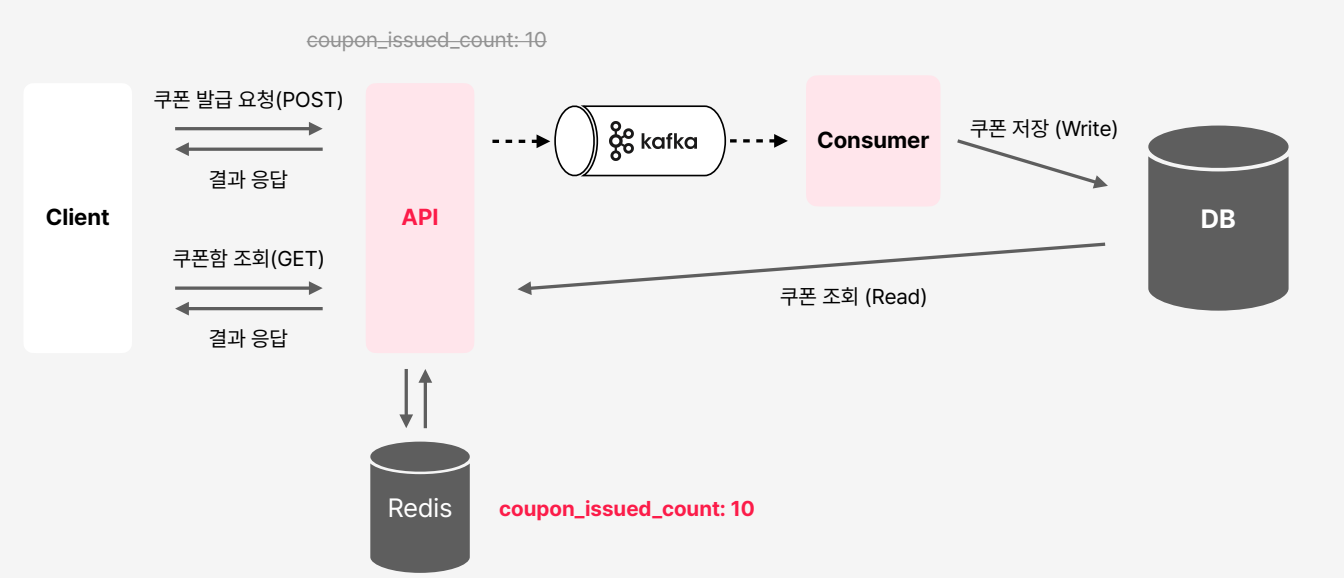 coupon_issued_count: 10
쿠폰 발급 요청(POST)
결과 응답
Client
쿠폰함 조회(GET)
결과 응답
API
kafka
Consumer
쿠폰 저장 (Write)
DB
쿠폰 조회 (Read)
Redis
coupon_issued_count: 10